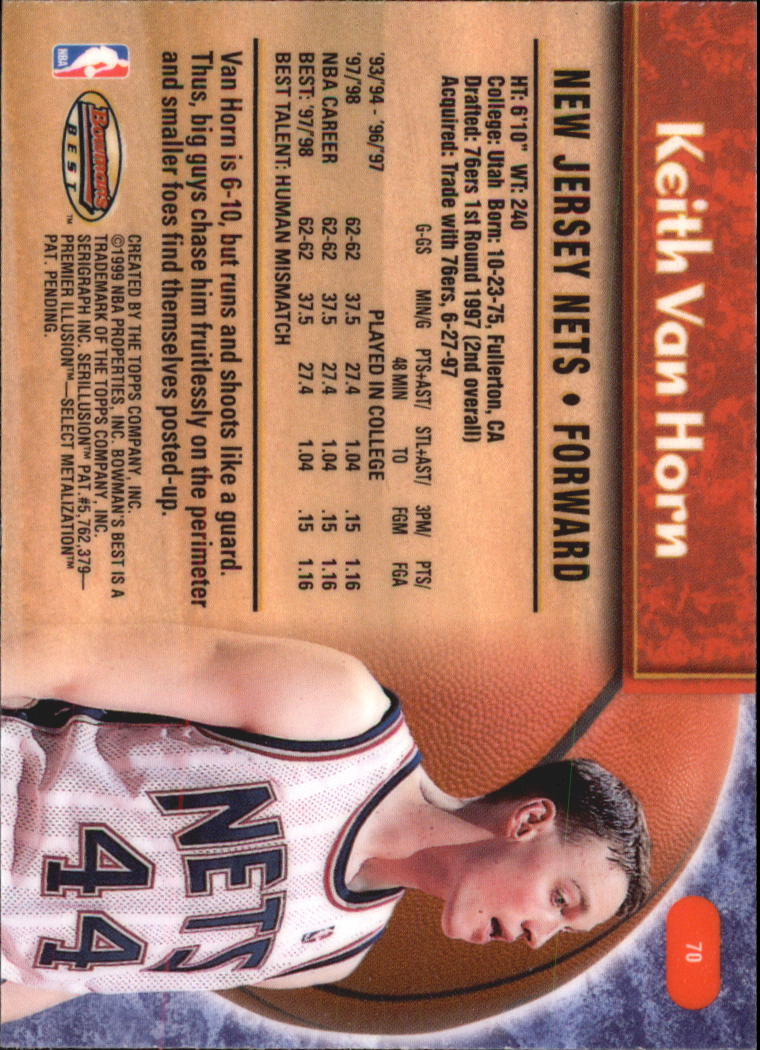 Keith Van Horn
NEW JERSEY NETS • FORWARD
HT: 6'10" WT: 240
College: Utah Born: 10-23-75, Fullerton, CA
Drafted: 76ers 1st Round 1997 (2nd overall)
Acquired: Trade with 76ers, 6-27-97
G-GS MIN/G PTS+AST/ STL+AST/ 3PM/ PTS/
48 MIN TO FGM FGA
'93/'94 - '96/'97 PLAYED IN COLLEGE
'97/'98 62-62 37.5 27.4 1.04 .15 1.16
NBA CAREER 62-62 37.5 27.4 1.04 .15 1.16
BEST: '97/'98 62-62 37.5 27.4 1.04 .15 1.16
BEST TALENT: HUMAN MISMATCH
Van Horn is 6-10, but runs and shoots like a guard.
Thus, big guys chase him fruitlessly on the perimeter
and smaller foes find themselves posted-up.
NBA
Bowman's
BEST™
CREATED BY THE TOPPS COMPANY, INC.
©1999 NBA PROPERTIES, INC. BOWMAN'S BEST IS A
TRADEMARK OF THE TOPPS COMPANY, INC.
SERIGRAPH INC. SERILLUSION™ PAT.#5,762,379—
PREMIER ILLUSION™—SELECT METALIZATION™
PAT. PENDING.
70
NETS
44